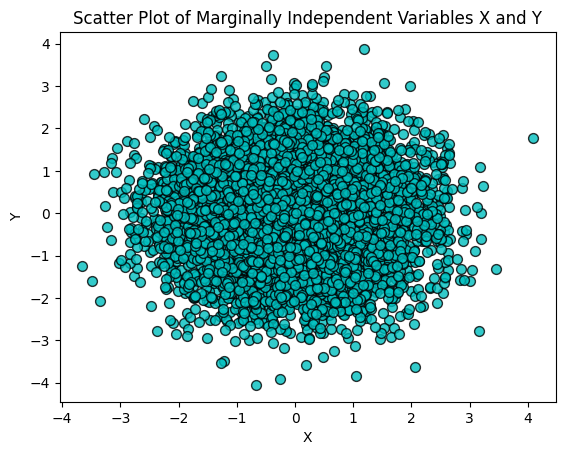 Scatter Plot of Marginally Independent Variables X and Y
4
3
2
1
0
−1
−2
−3
−4
Y
−4 −3 −2 −1 0 1 2 3 4
X